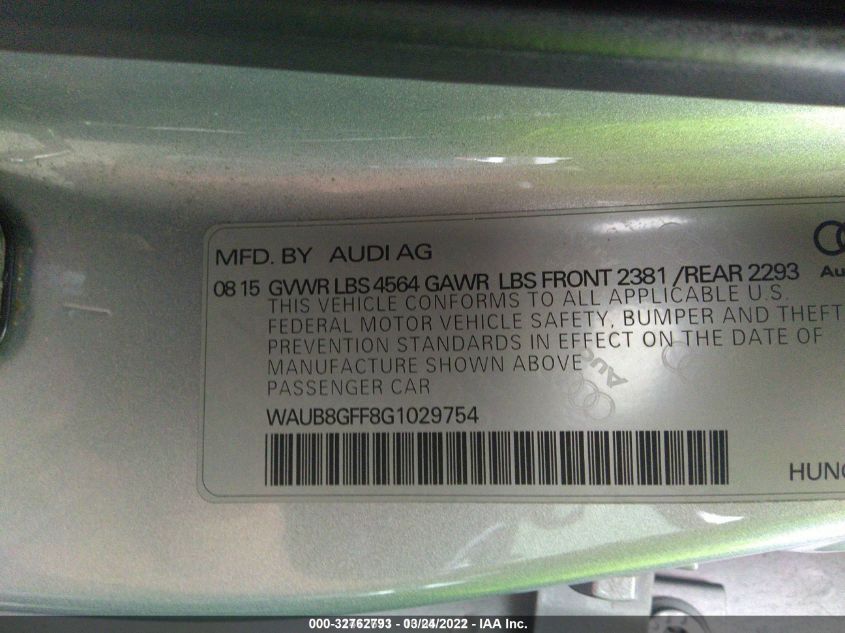 MFD. BY AUDI AG
08 15 GVWR LBS 4564 GAWR LBS FRONT 2381 /REAR 2293
THIS VEHICLE CONFORMS TO ALL APPLICABLE U.S.
FEDERAL MOTOR VEHICLE SAFETY, BUMPER AND THEFT
PREVENTION STANDARDS IN EFFECT ON THE DATE OF
MANUFACTURE SHOWN ABOVE
PASSENGER CAR
WAUB8GFF8G1029754
000-32762793 - 03/24/2022 - IAA Inc.